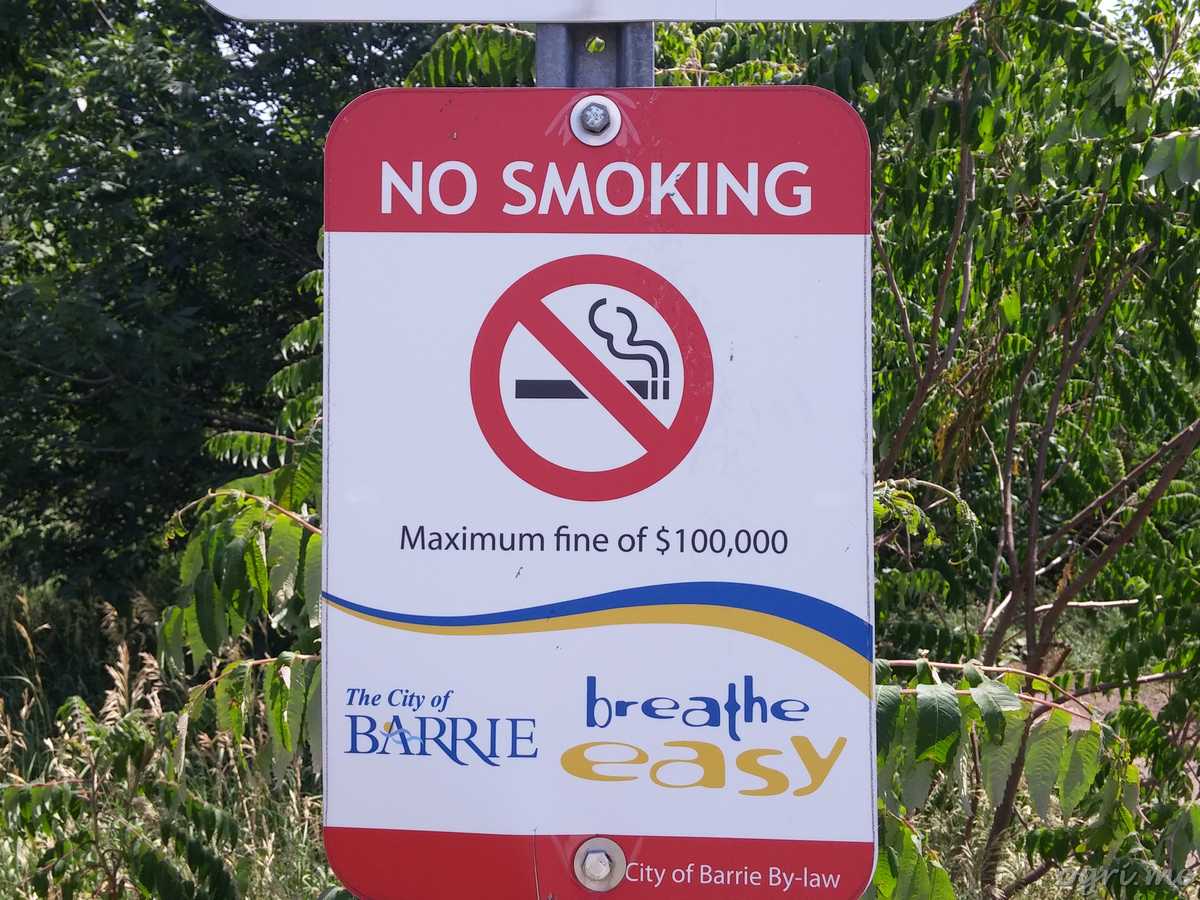 NO SMOKING
Maximum fine of $100,000
The City of
BARRIE
breathe
easy
City of Barrie By-law
agri.me